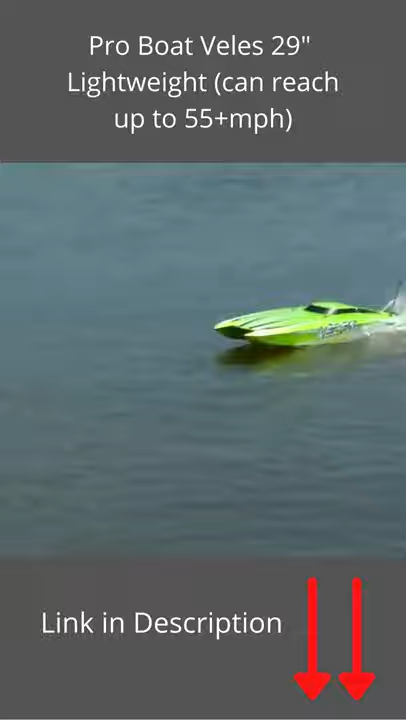 Pro Boat Veles 29"
Lightweight (can reach
up to 55+mph)
Link in Description